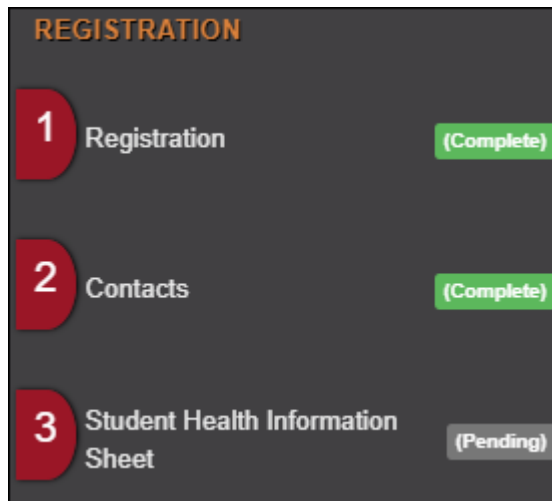 REGISTRATION
1
Registration
(Complete)
2
Contacts
(Complete)
3
Student Health Information
Sheet
(Pending)